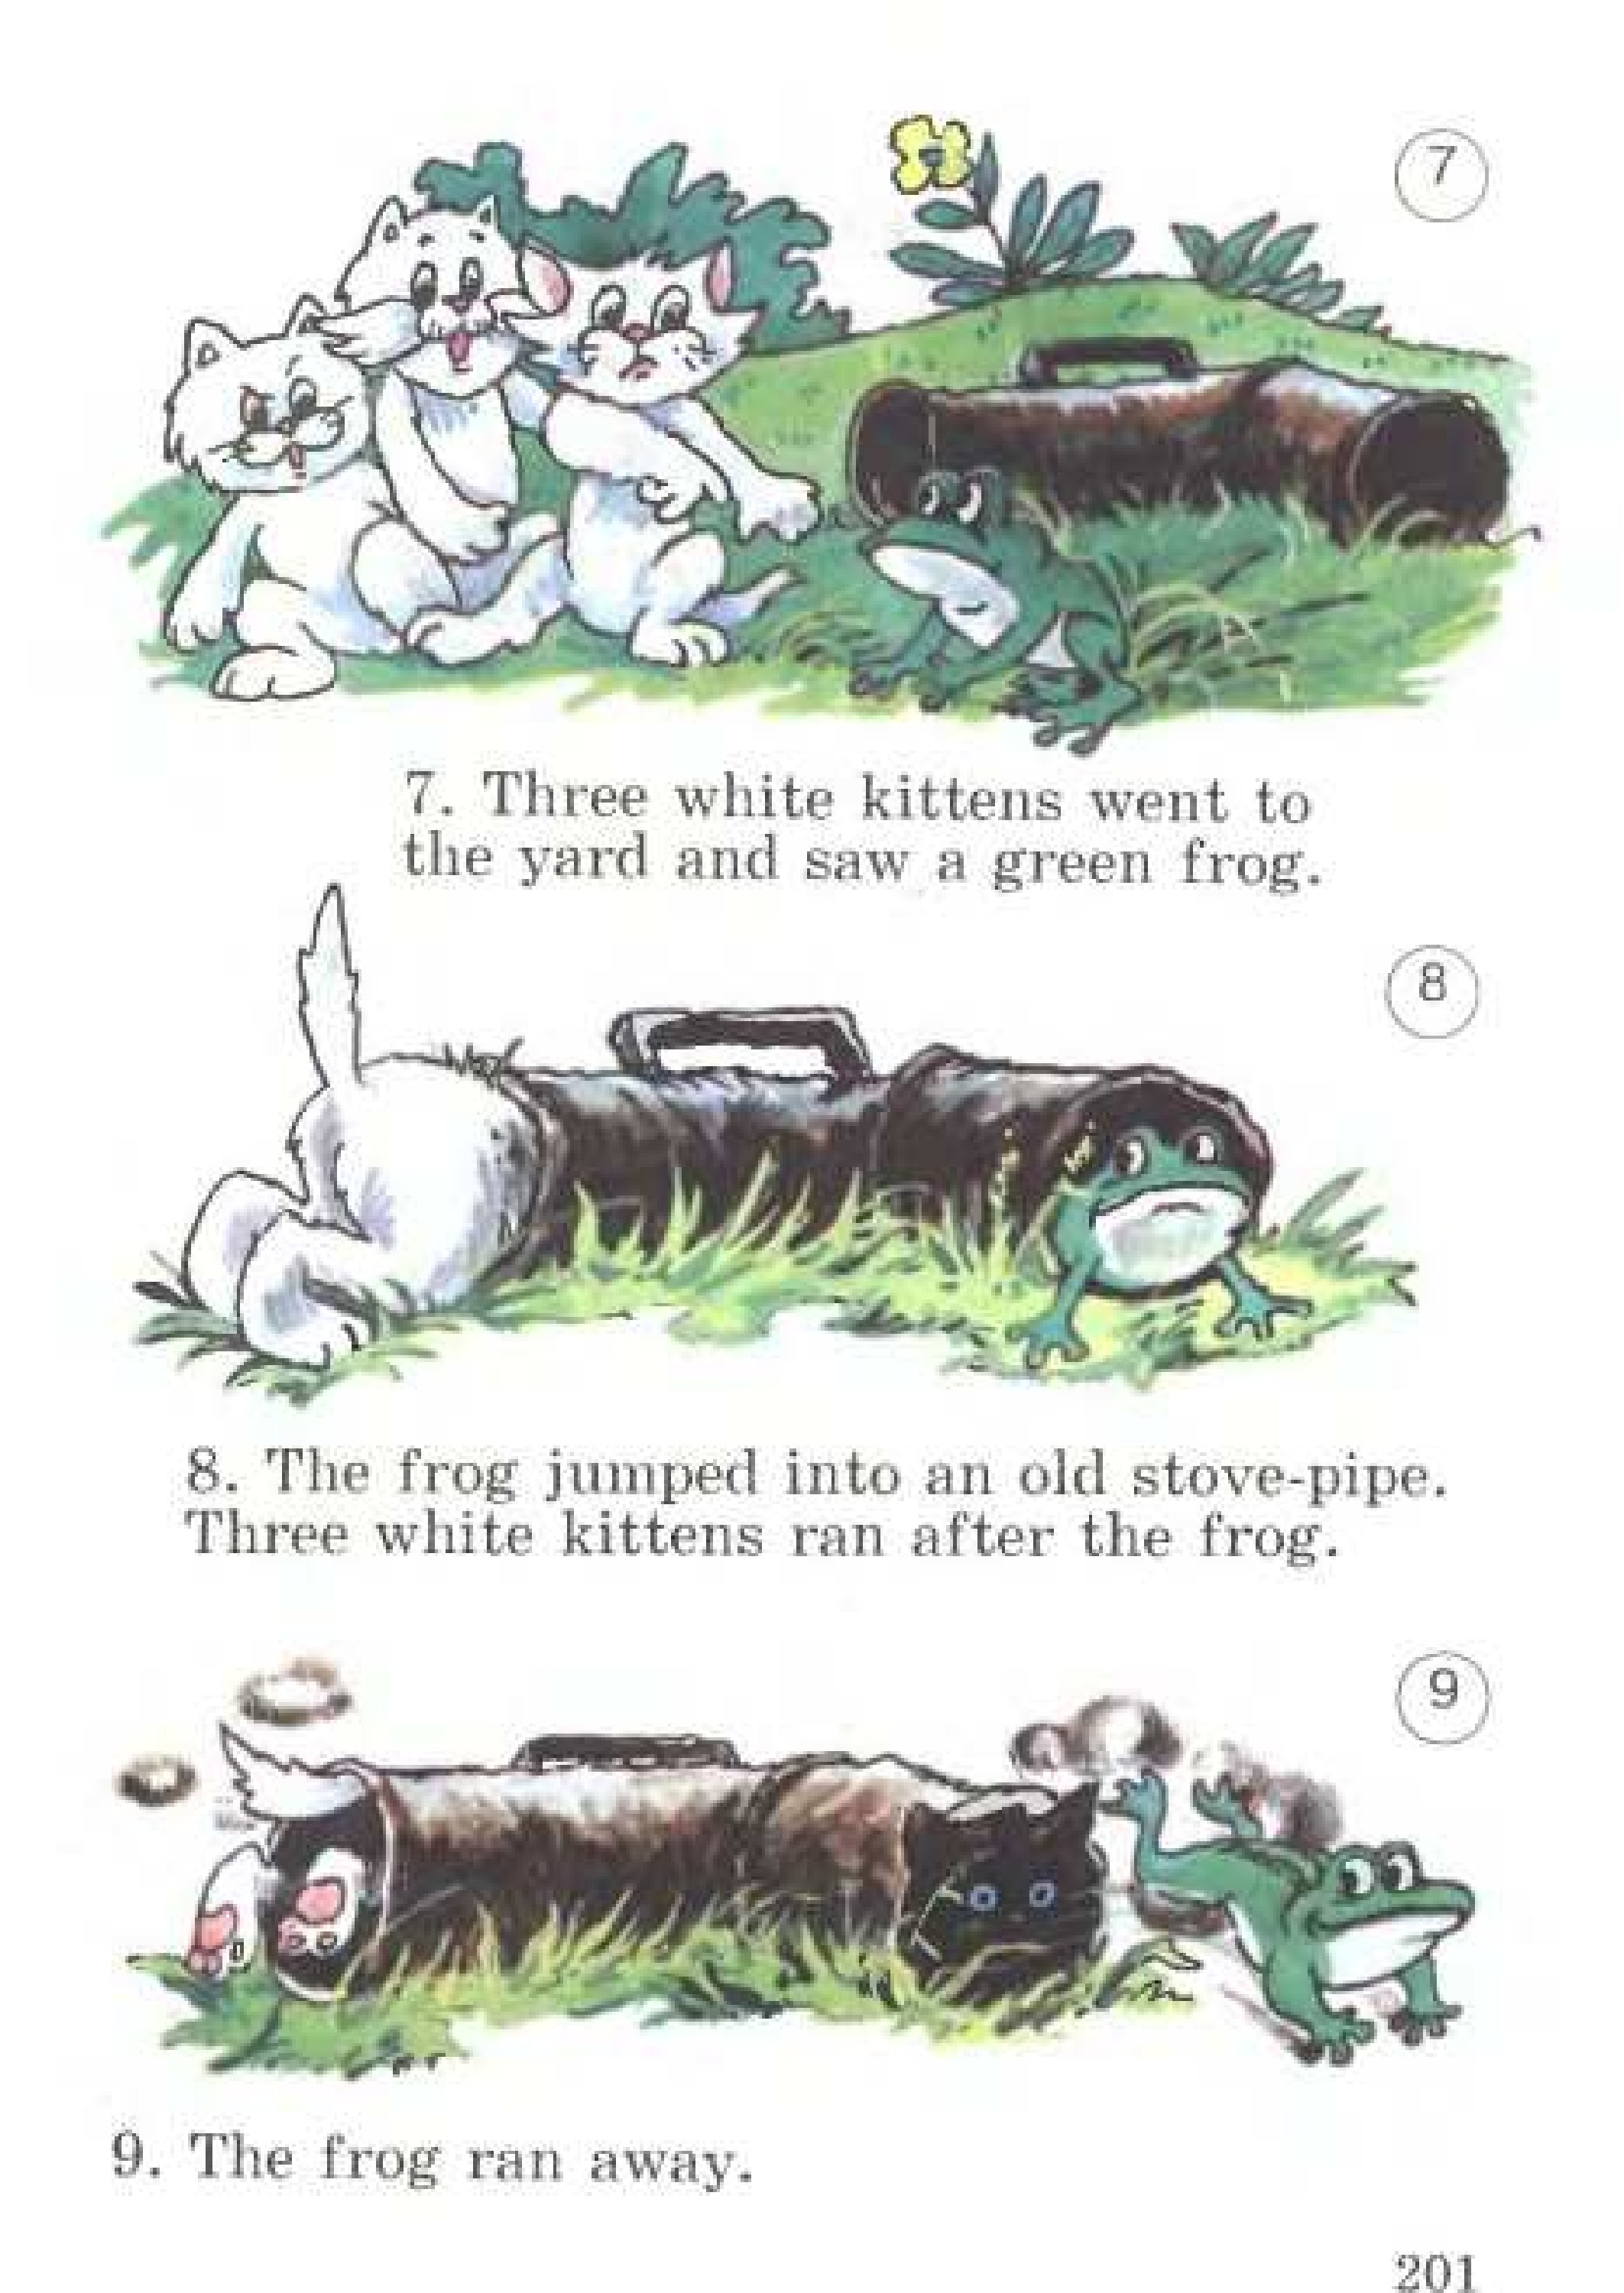 7
7. Three white kittens went to
the yard and saw a green frog.
8
8. The frog jumped into an old stove-pipe.
Three white kittens ran after the frog.
9
9. The frog ran away.
201